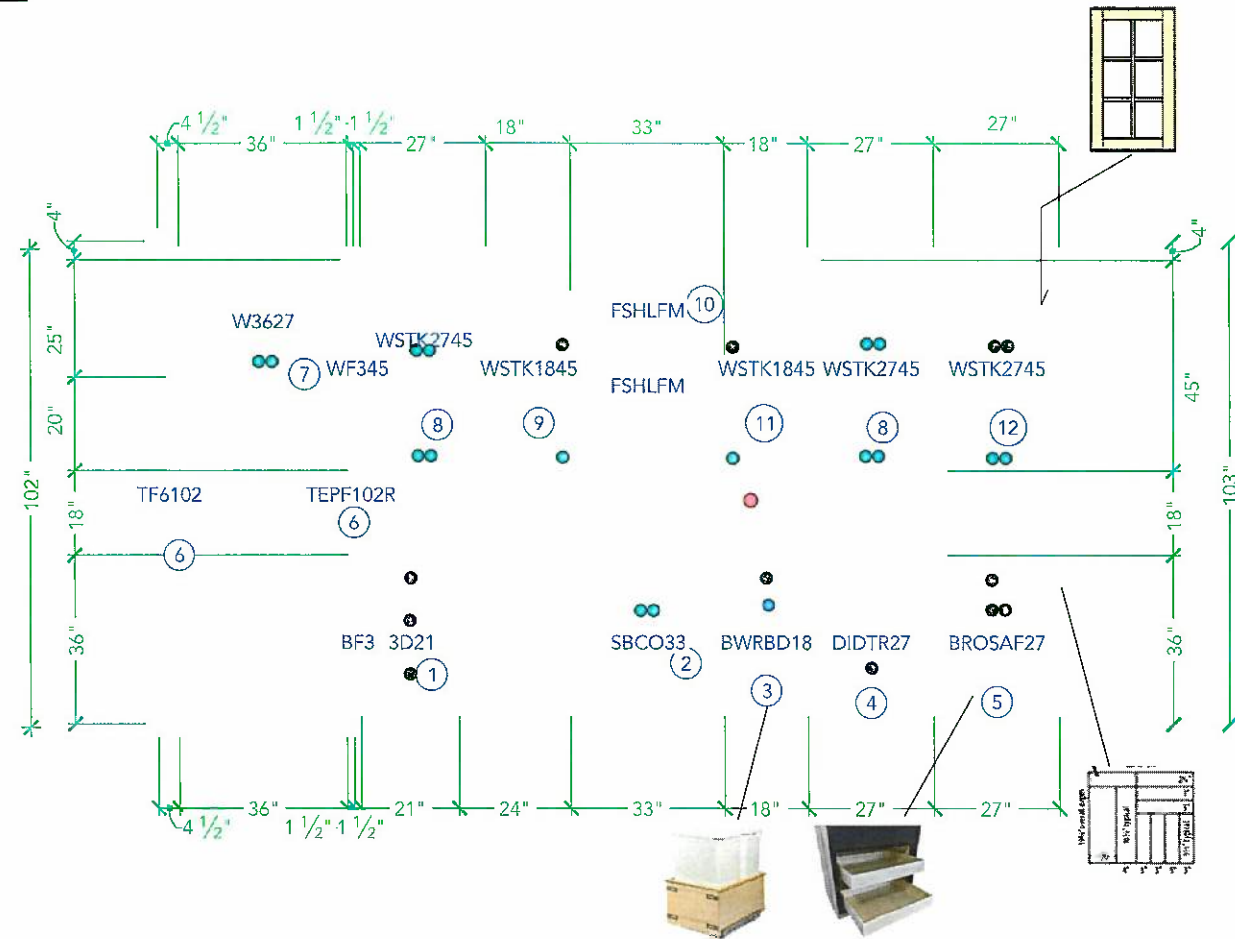 4 1/2" 36" 1 1/2" 1 1/2" 27" 18" 33" 18" 27" 27"
4" 4"
FSHLFM 10
W3627
WSTK2745
25"
7 WF345 WSTK1845 WSTK1845 WSTK2745 WSTK2745
FSHLFM
45"
20" 8 9 11 8 12
102" 103"
TF6102 TEPF102R
18" 6 18"
6
36" BF3 3D21 SBCO33 BWRBD18 DIDTR27 BROSAF27 36"
1 2 3 4 5
4 1/2" 36" 1 1/2" 1 1/2" 21" 24" 33" 18" 27" 27"